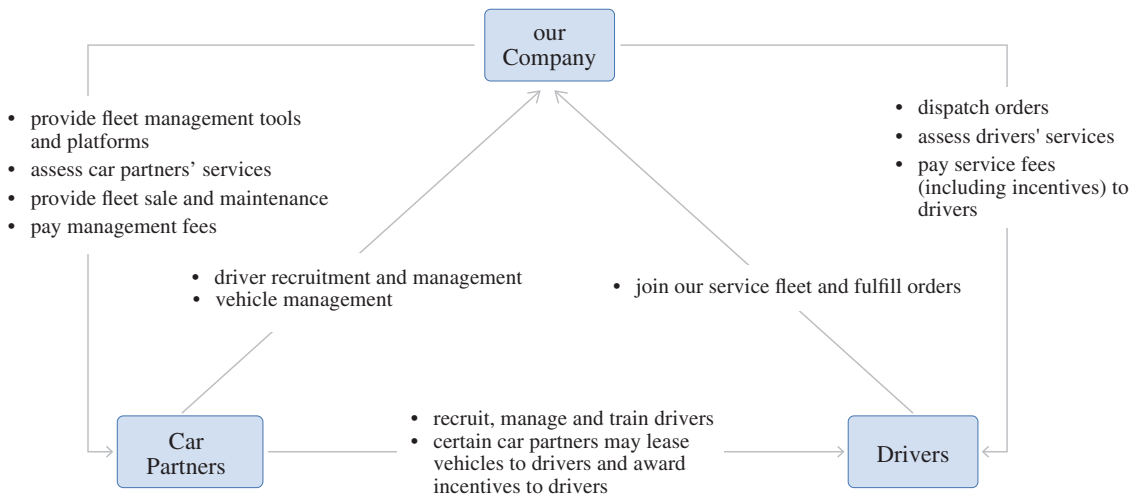 our
Company
• provide fleet management tools
and platforms
• assess car partners’ services
• provide fleet sale and maintenance
• pay management fees
• dispatch orders
• assess drivers' services
• pay service fees
(including incentives) to
drivers
• driver recruitment and management
• vehicle management
• join our service fleet and fulfill orders
Car
Partners
• recruit, manage and train drivers
• certain car partners may lease
vehicles to drivers and award
incentives to drivers
Drivers